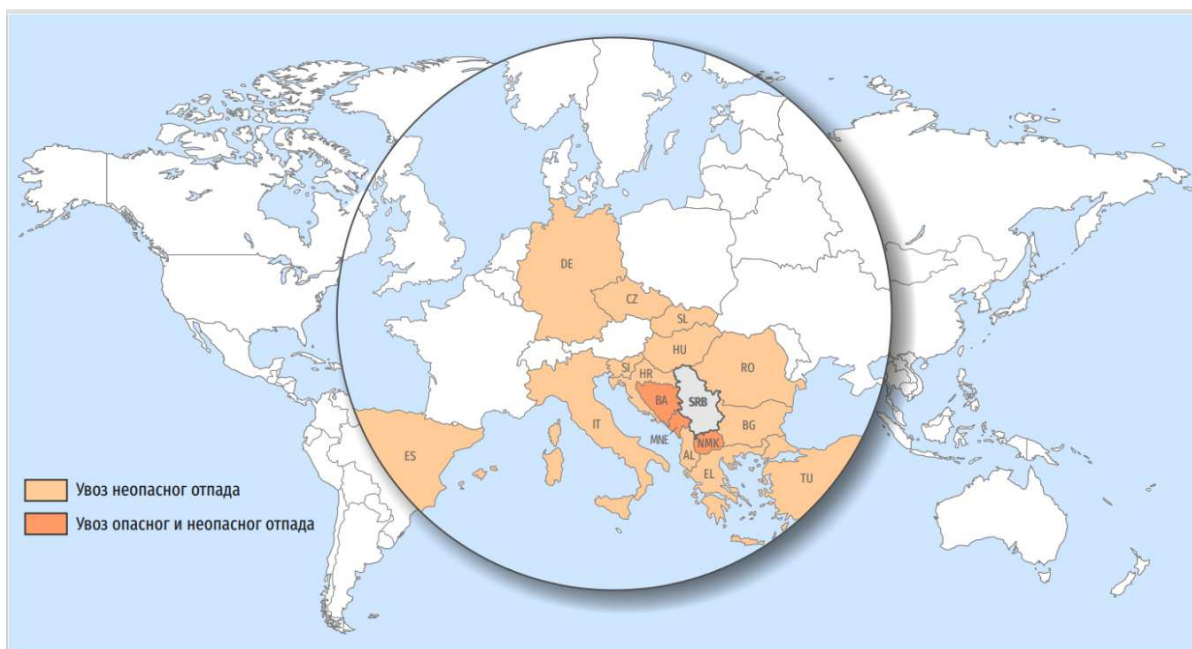 DE
CZ
SL
HU
SI
HR
RO
BA
SRB
IT
MNE
BG
NMK
AL
ES
EL
TU
Увоз неопасног отпада
Увоз опасног и неопасног отпада